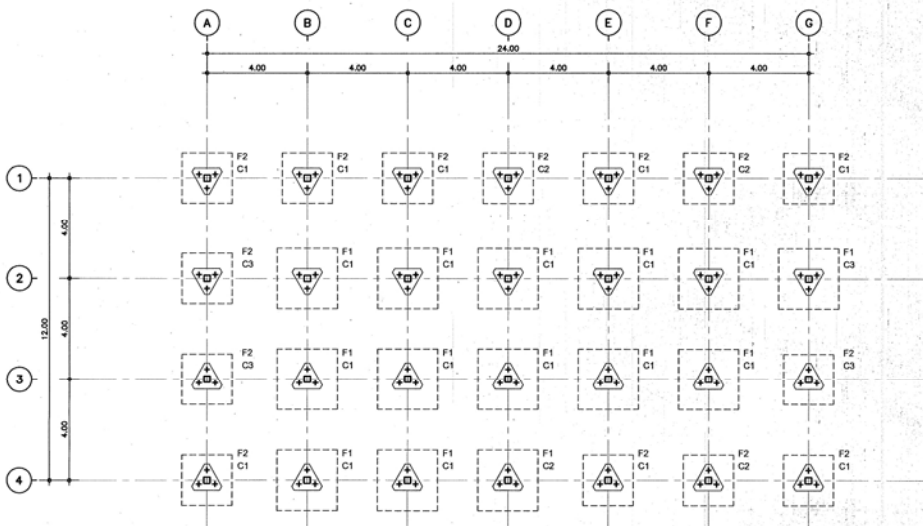 A B C D E F G
24.00
4.00 4.00 4.00 4.00 4.00 4.00
F2 F2 F2 F2 F2 F2 F2
1 C1 C1 C1 C2 C1 C2 C1
4.00
F2 F1 F1 F1 F1 F1 F1
2 C3 C1 C1 C1 C1 C1 C3
12.00 4.00
F2 F1 F1 F1 F1 F1 F2
3 C3 C1 C1 C1 C1 C1 C3
4.00
F2 F1 F1 F1 F2 F2 F2
4 C1 C1 C1 C2 C1 C2 C1